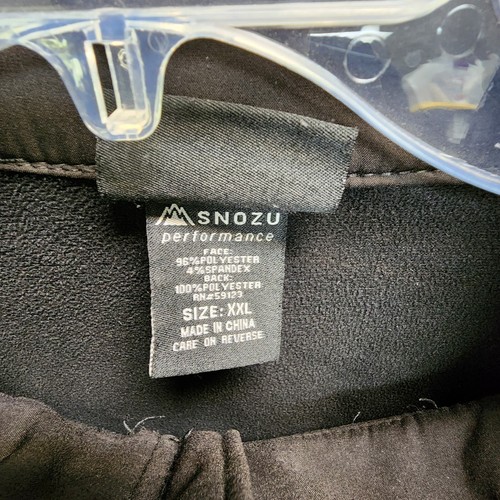 SNOZU
performance
FACE:
96%POLYESTER
4%SPANDEX
BACK:
100%POLYESTER
RN#59123
SIZE: XXL
MADE IN CHINA
CARE ON REVERSE